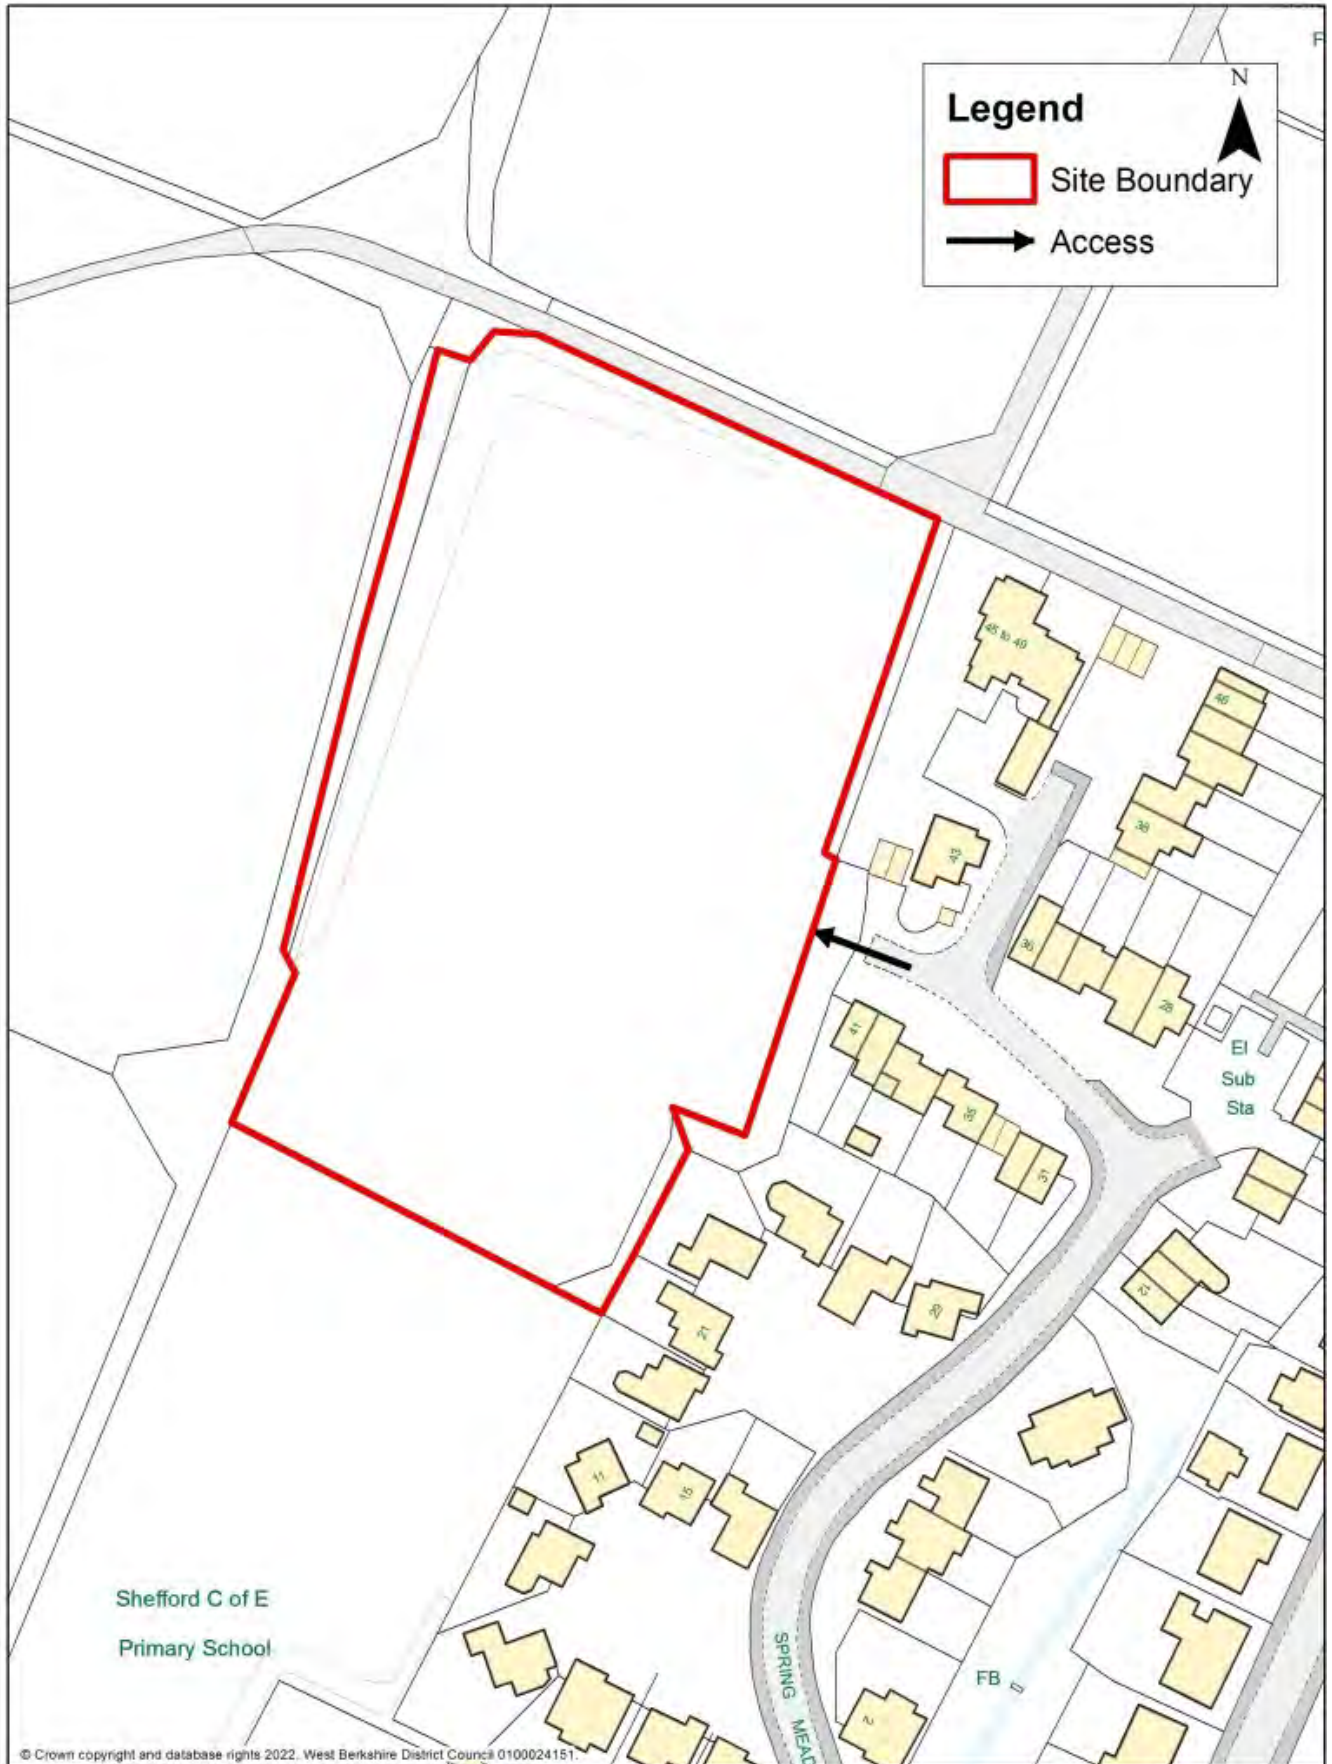 F
N
Legend
Site Boundary
Access
45 to 49
46
38
43
36
28
41
El
Sub
Sta
35
31
21
29
11
15
Shefford C of E
Primary School
SPRING MEAD
FB
2
© Crown copyright and database rights 2022. West Berkshire District Council 0100024151.